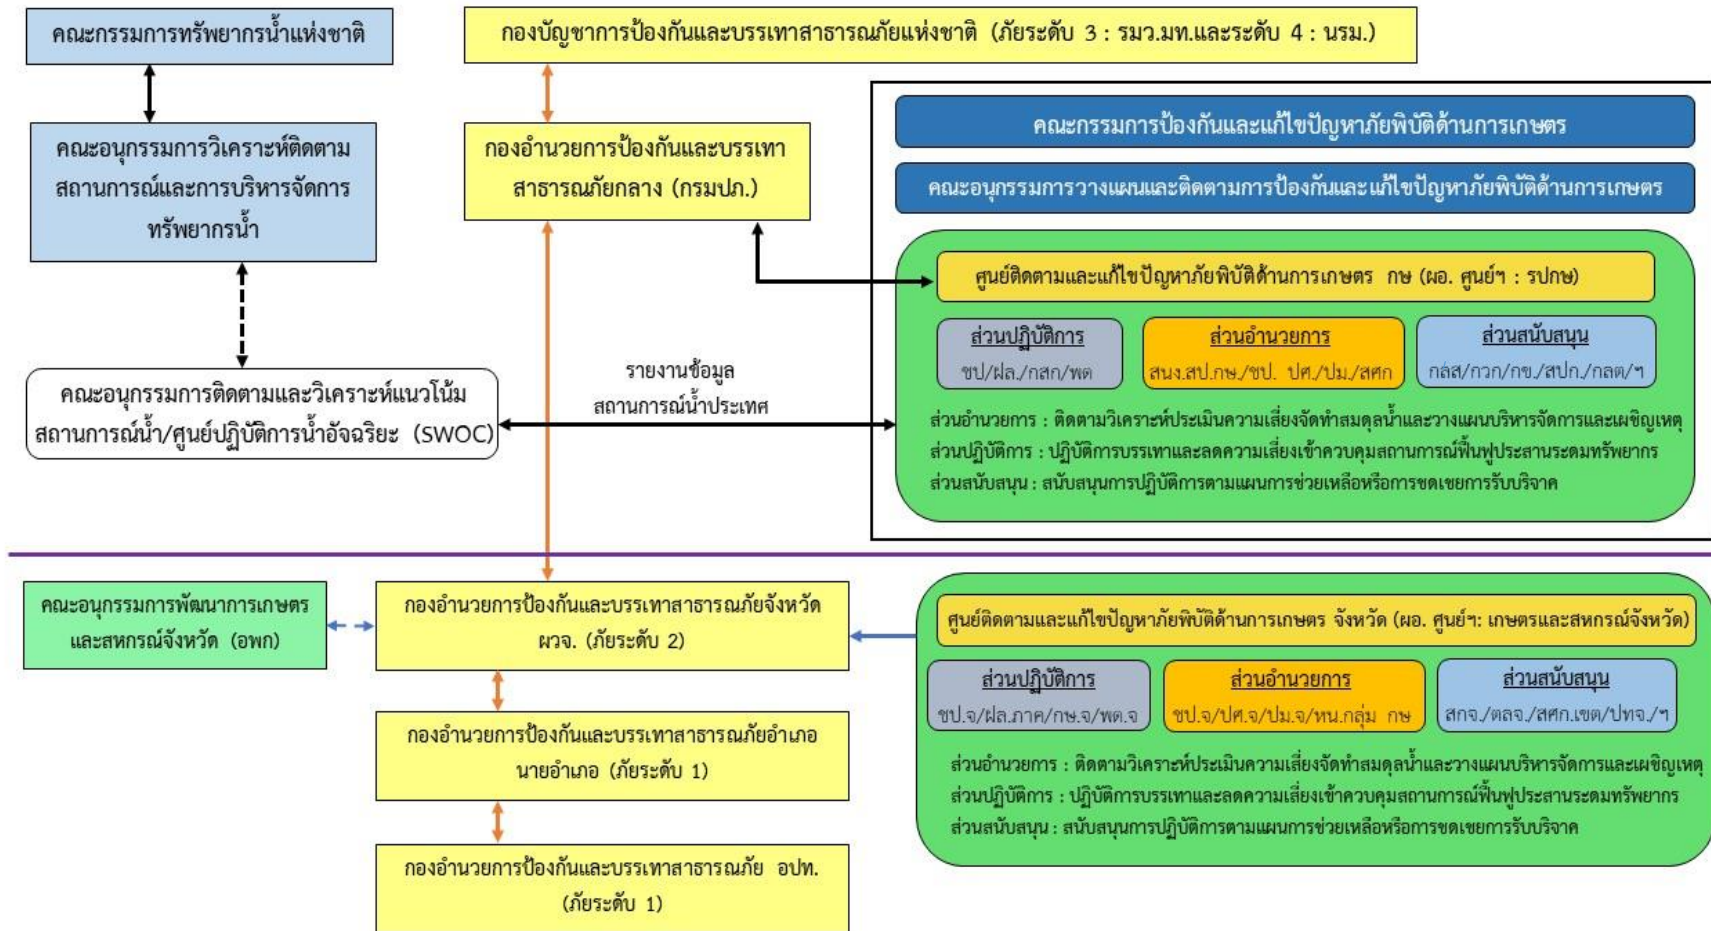 คณะกรรมการทรัพยากรน้ำแห่งชาติ
กองบัญชาการป้องกันและบรรเทาสาธารณภัยแห่งชาติ (ภัยระดับ 3 : รมว.มท.และระดับ 4 : นรม.)
คณะอนุกรรมการวิเคราะห์ติดตาม
สถานการณ์และการบริหารจัดการ
ทรัพยากรน้ำ
กองอำนวยการป้องกันและบรรเทา
สาธารณภัยกลาง (กรมปภ.)
คณะกรรมการป้องกันและแก้ไขปัญหาภัยพิบัติด้านการเกษตร
คณะอนุกรรมการวางแผนและติดตามการป้องกันและแก้ไขปัญหาภัยพิบัติด้านการเกษตร
ศูนย์ติดตามและแก้ไขปัญหาภัยพิบัติด้านการเกษตร กษ (ผอ. ศูนย์ฯ : รปกษ)
ส่วนปฏิบัติการ
ชป/ฝล./กสก/พด
ส่วนอำนวยการ
สนง.สป.กษ./ชป. ปศ./ปม./สศก
ส่วนสนับสนุน
กสส/กวก/กข./สปก./กสต/ฯ
ส่วนอำนวยการ : ติดตามวิเคราะห์ประเมินความเสี่ยงจัดทำสมดุลน้ำและวางแผนบริหารจัดการและเผชิญเหตุ
ส่วนปฏิบัติการ : ปฏิบัติการบรรเทาและลดความเสี่ยงเข้าควบคุมสถานการณ์ฟื้นฟูประสานระดมทรัพยากร
ส่วนสนับสนุน : สนับสนุนการปฏิบัติการตามแผนการช่วยเหลือหรือการชดเชยการรับบริจาค
คณะอนุกรรมการติดตามและวิเคราะห์แนวโน้ม
สถานการณ์น้ำ/ศูนย์ปฏิบัติการน้ำอัจฉริยะ (SWOC)
รายงานข้อมูล
สถานการณ์น้ำประเทศ
คณะอนุกรรมการพัฒนาการเกษตร
และสหกรณ์จังหวัด (อพก)
กองอำนวยการป้องกันและบรรเทาสาธารณภัยจังหวัด
ผวจ. (ภัยระดับ 2)
กองอำนวยการป้องกันและบรรเทาสาธารณภัยอำเภอ
นายอำเภอ (ภัยระดับ 1)
กองอำนวยการป้องกันและบรรเทาสาธารณภัย อปท.
(ภัยระดับ 1)
ศูนย์ติดตามและแก้ไขปัญหาภัยพิบัติด้านการเกษตร จังหวัด (ผอ. ศูนย์ฯ: เกษตรและสหกรณ์จังหวัด)
ส่วนปฏิบัติการ
ชป.จ/ฝล.ภาค/กษ.จ/พด.จ
ส่วนอำนวยการ
ชป.จ/ปศ.จ/ปม.จ/หน.กลุ่ม กษ
ส่วนสนับสนุน
สกจ./ตสจ./สศก.เขต/ปทจ./ฯ
ส่วนอำนวยการ : ติดตามวิเคราะห์ประเมินความเสี่ยงจัดทำสมดุลน้ำและวางแผนบริหารจัดการและเผชิญเหตุ
ส่วนปฏิบัติการ : ปฏิบัติการบรรเทาและลดความเสี่ยงเข้าควบคุมสถานการณ์ฟื้นฟูประสานระดมทรัพยากร
ส่วนสนับสนุน : สนับสนุนการปฏิบัติการตามแผนการช่วยเหลือหรือการชดเชยการรับบริจาค